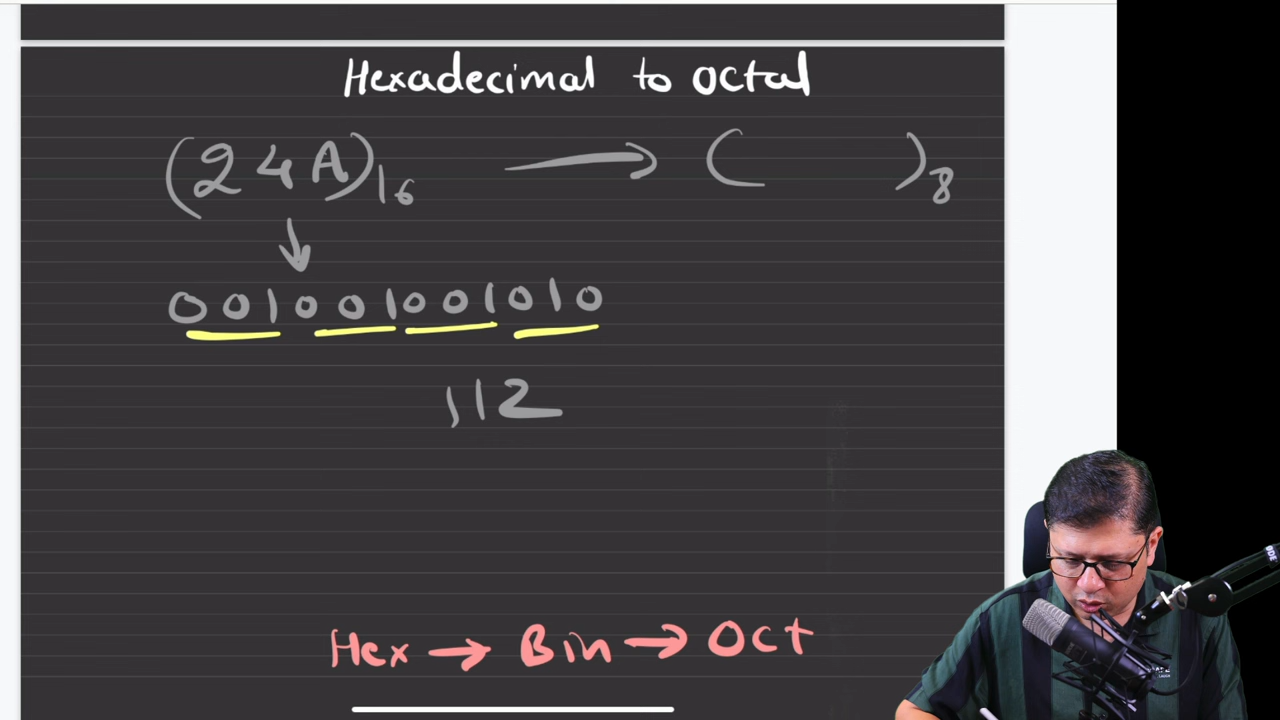 Hexadecimal to Octal
(24A)16 → (      )8
↓
001001001010
112
Hex → Bin → Oct